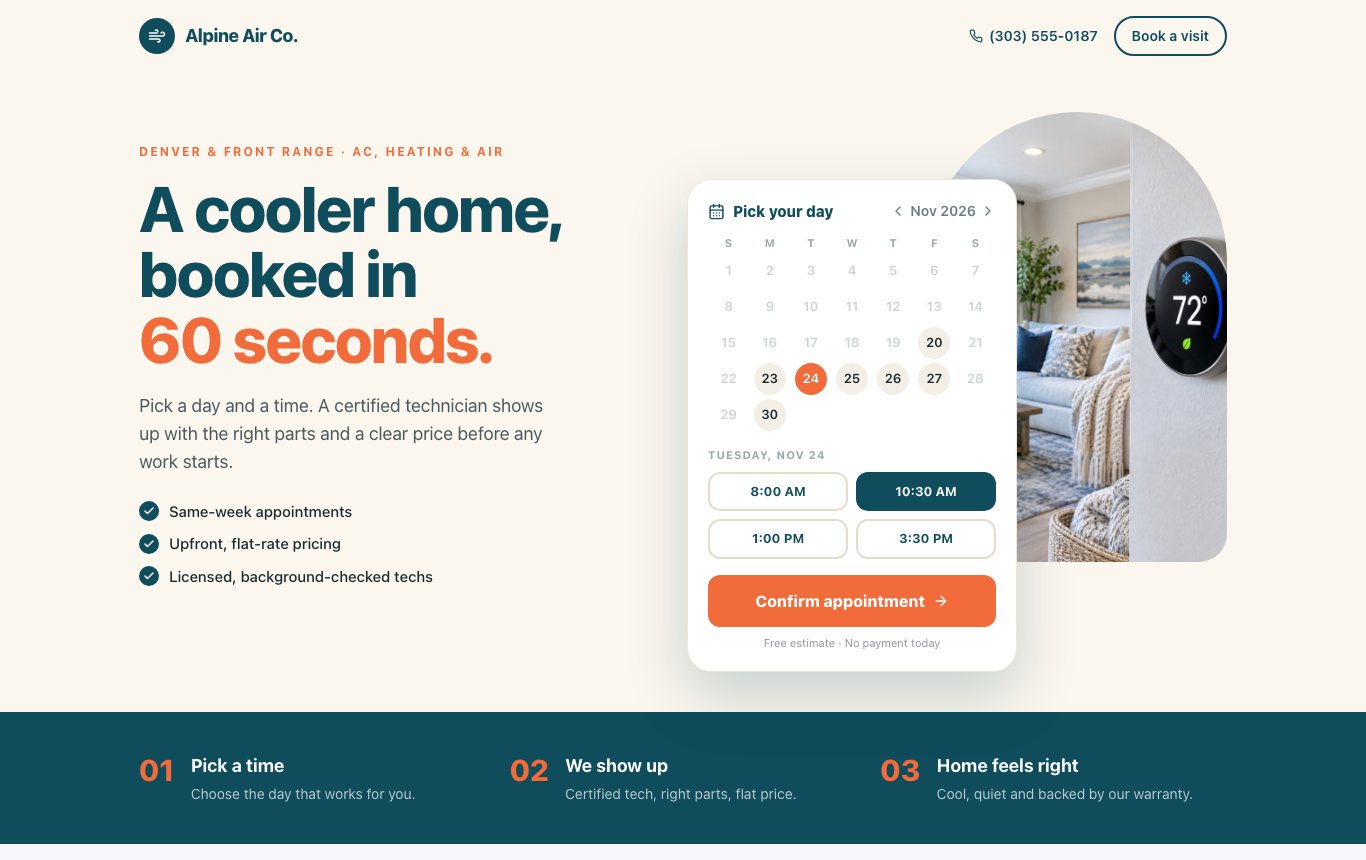 Alpine Air Co.
(303) 555-0187
Book a visit
DENVER & FRONT RANGE · AC, HEATING & AIR
A cooler home,
booked in
60 seconds.
Pick a day and a time. A certified technician shows
up with the right parts and a clear price before any
work starts.
Same-week appointments
Upfront, flat-rate pricing
Licensed, background-checked techs
Pick your day
Nov 2026
S M T W T F S
1 2 3 4 5 6 7
8 9 10 11 12 13 14
15 16 17 18 19 20 21
22 23 24 25 26 27 28
29 30
TUESDAY, NOV 24
8:00 AM 10:30 AM
1:00 PM 3:30 PM
Confirm appointment →
Free estimate · No payment today
72°
01 Pick a time
Choose the day that works for you.
02 We show up
Certified tech, right parts, flat price.
03 Home feels right
Cool, quiet and backed by our warranty.